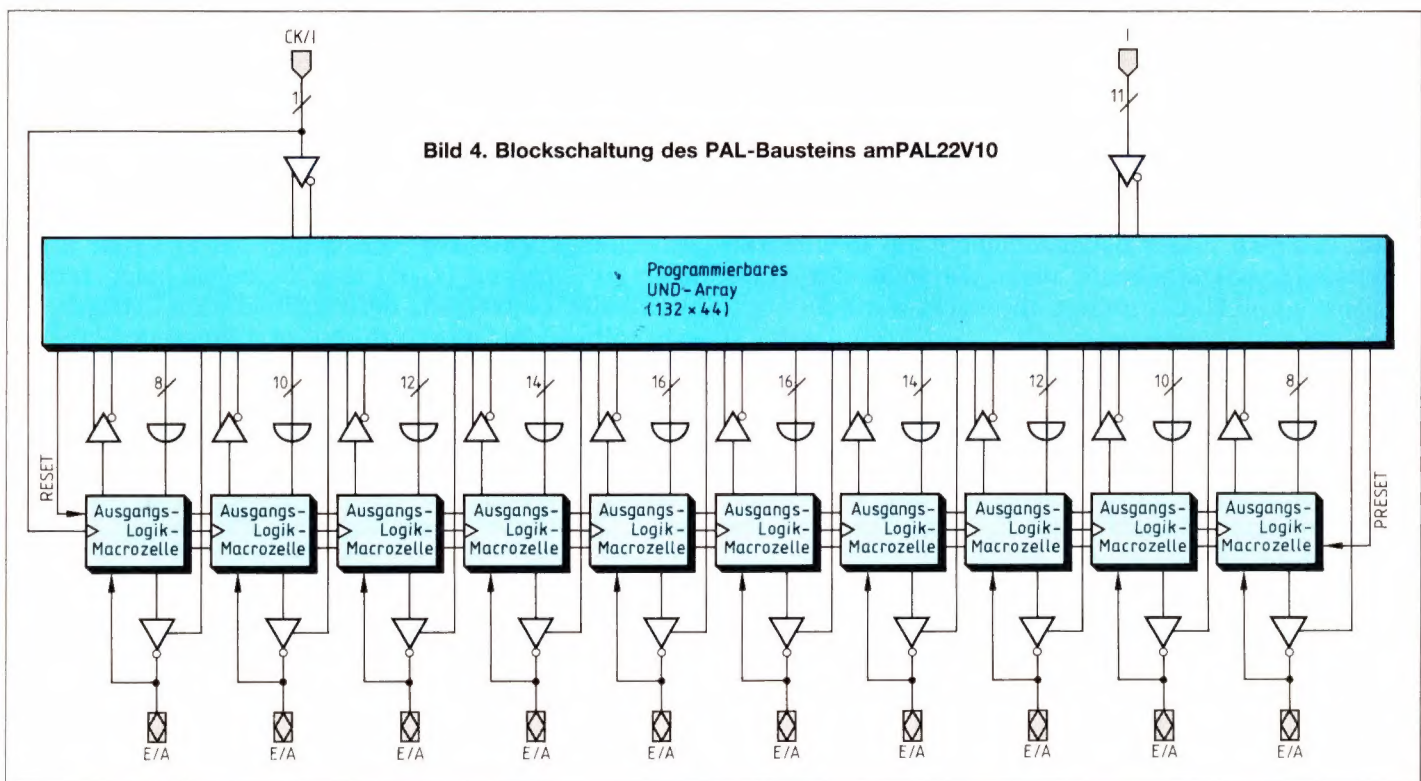 CK/I
I
1
11
Bild 4. Blockschaltung des PAL-Bausteins amPAL22V10
Programmierbares
UND-Array
(132 × 44)
8
10
12
14
16
16
14
12
10
8
RESET
PRESET
Ausgangs-
Logik-
Macrozelle
Ausgangs-
Logik-
Macrozelle
Ausgangs-
Logik-
Macrozelle
Ausgangs-
Logik-
Macrozelle
Ausgangs-
Logik-
Macrozelle
Ausgangs-
Logik-
Macrozelle
Ausgangs-
Logik-
Macrozelle
Ausgangs-
Logik-
Macrozelle
Ausgangs-
Logik-
Macrozelle
Ausgangs-
Logik-
Macrozelle
E/A
E/A
E/A
E/A
E/A
E/A
E/A
E/A
E/A
E/A